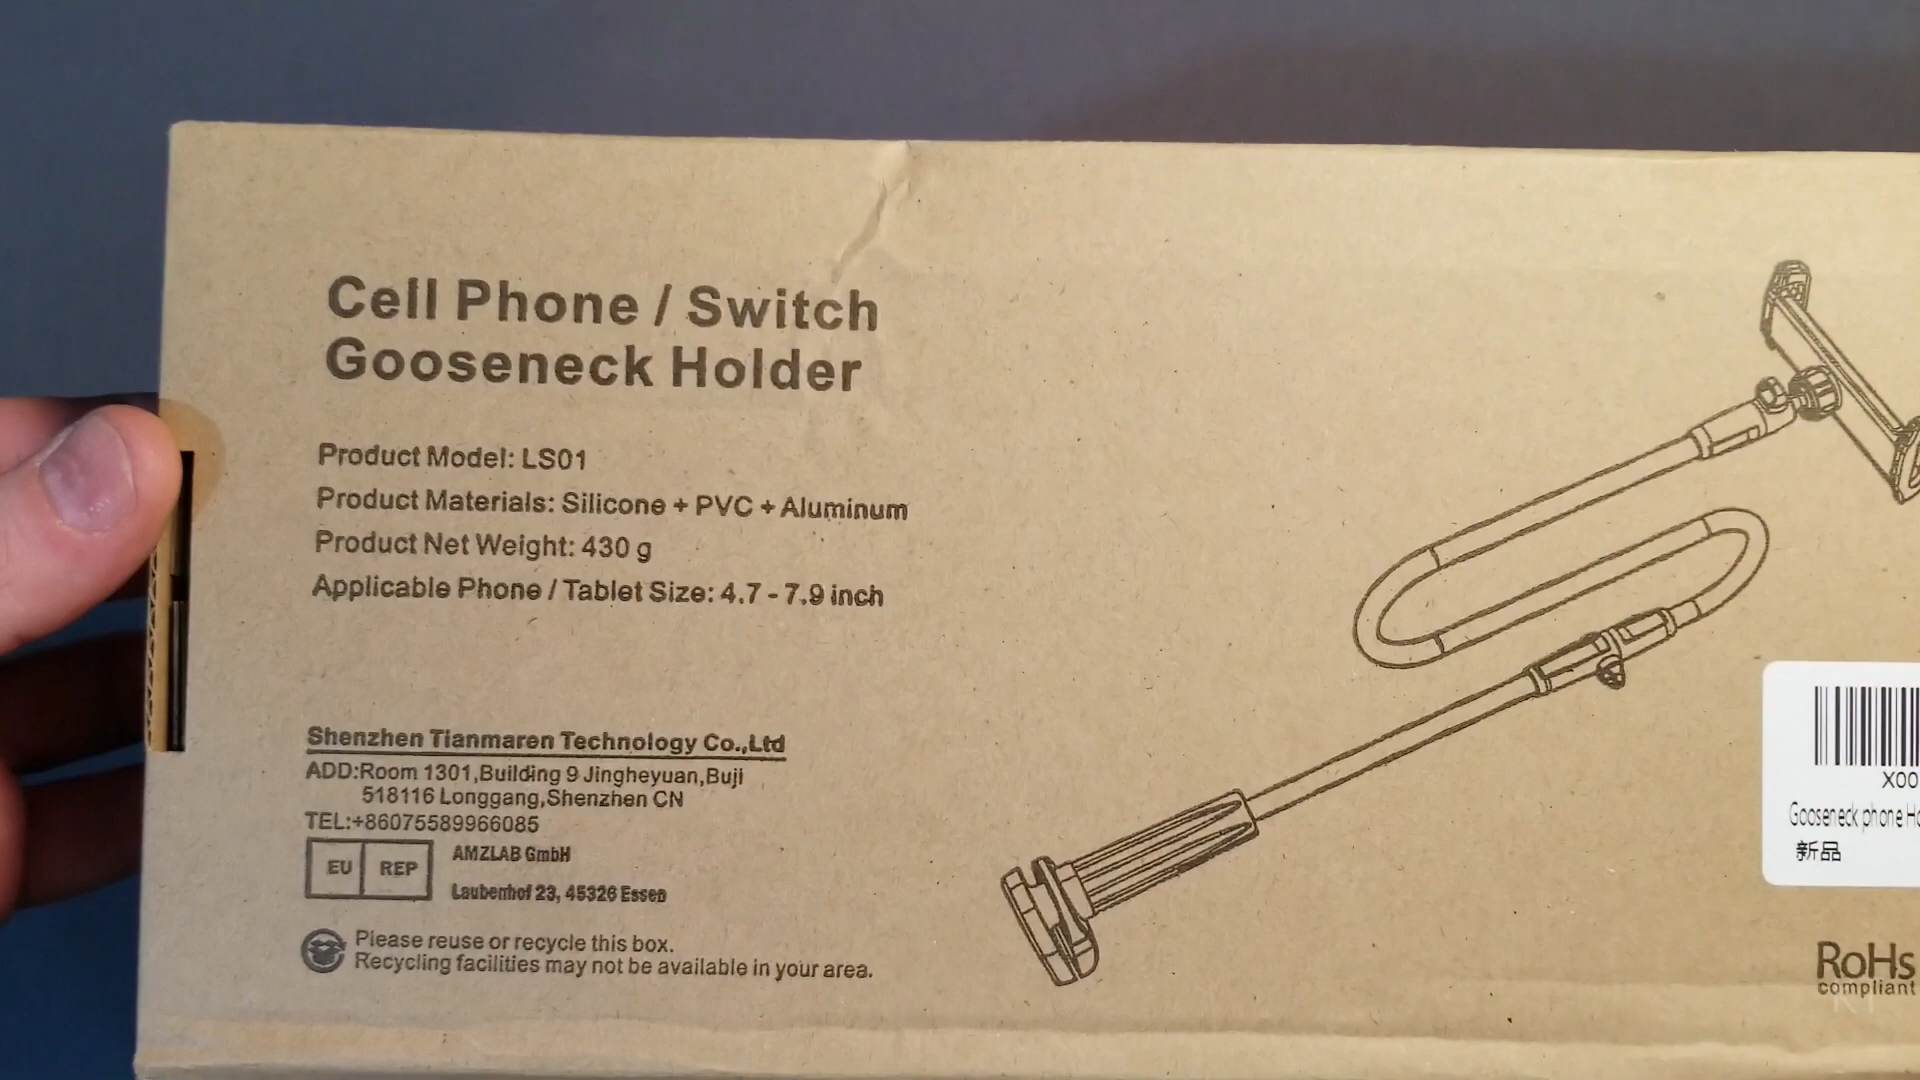 Cell Phone / Switch
Gooseneck Holder
Product Model: LS01
Product Materials: Silicone + PVC + Aluminum
Product Net Weight: 430 g
Applicable Phone / Tablet Size: 4.7 - 7.9 inch
Shenzhen Tianmaren Technology Co.,Ltd
ADD:Room 1301,Building 9 Jingheyuan,Buji
518116 Longgang,Shenzhen CN
TEL:+86075589966085
EU REP
AMZLAB GmbH
Laubenhof 23, 45326 Essen
Please reuse or recycle this box.
Recycling facilities may not be available in your area.
X00
Gooseneck phone
新品
RoHs
compliant